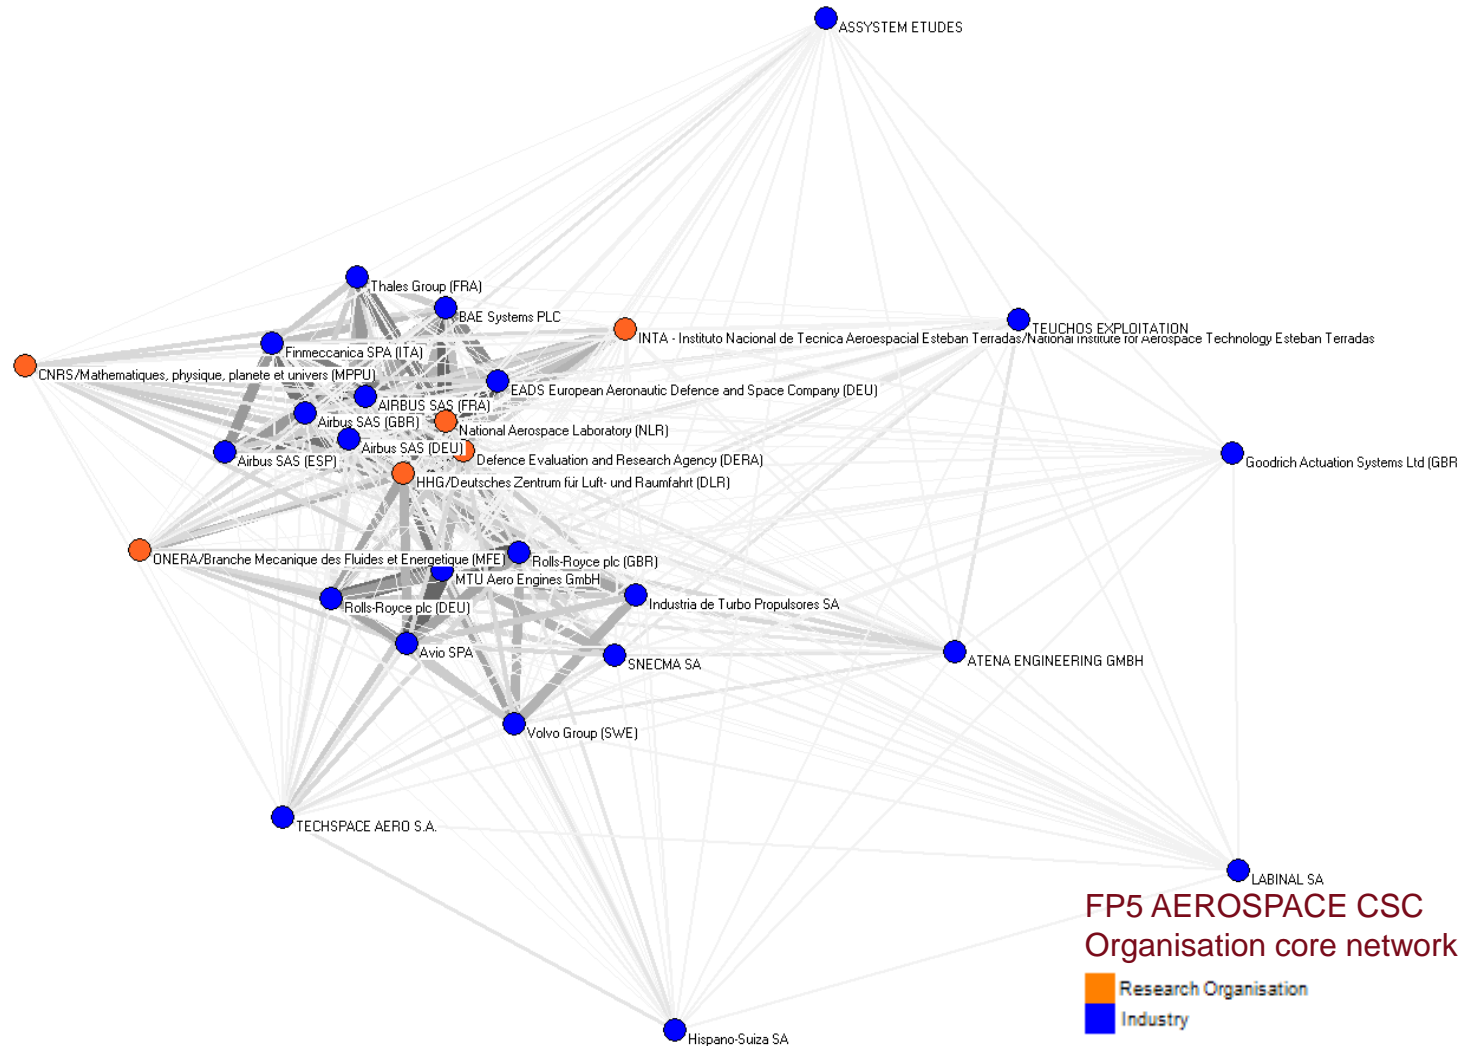 ASSYSTEM ETUDES
Thales Group (FRA)
BAE Systems PLC
TEUCHOS EXPLOITATION
INTA - Instituto Nacional de Tecnica Aeroespacial Esteban Terradas/National Institute for Aerospace Technology Esteban Terradas
Finmeccanica SPA (ITA)
CNRS/Mathematiques, physique, planete et univers (MPPU)
EADS European Aeronautic Defence and Space Company (DEU)
AIRBUS SAS (FRA)
Airbus SAS (GBR)
National Aerospace Laboratory (NLR)
Airbus SAS (DEU)
Airbus SAS (ESP)
Defence Evaluation and Research Agency (DERA)
Goodrich Actuation Systems Ltd (GBR
HHG/Deutsches Zentrum für Luft- und Raumfahrt (DLR)
ONERA/Branche Mecanique des Fluides et Energetique (MFE)
Rolls-Royce plc (GBR)
MTU Aero Engines GmbH
Rolls-Royce plc (DEU)
Industria de Turbo Propulsores SA
Avio SPA
SNECMA SA
ATENA ENGINEERING GMBH
Volvo Group (SWE)
TECHSPACE AERO S.A.
LABINAL SA
FP5 AEROSPACE CSC
Organisation core network
Research Organisation
Industry
Hispano-Suiza SA